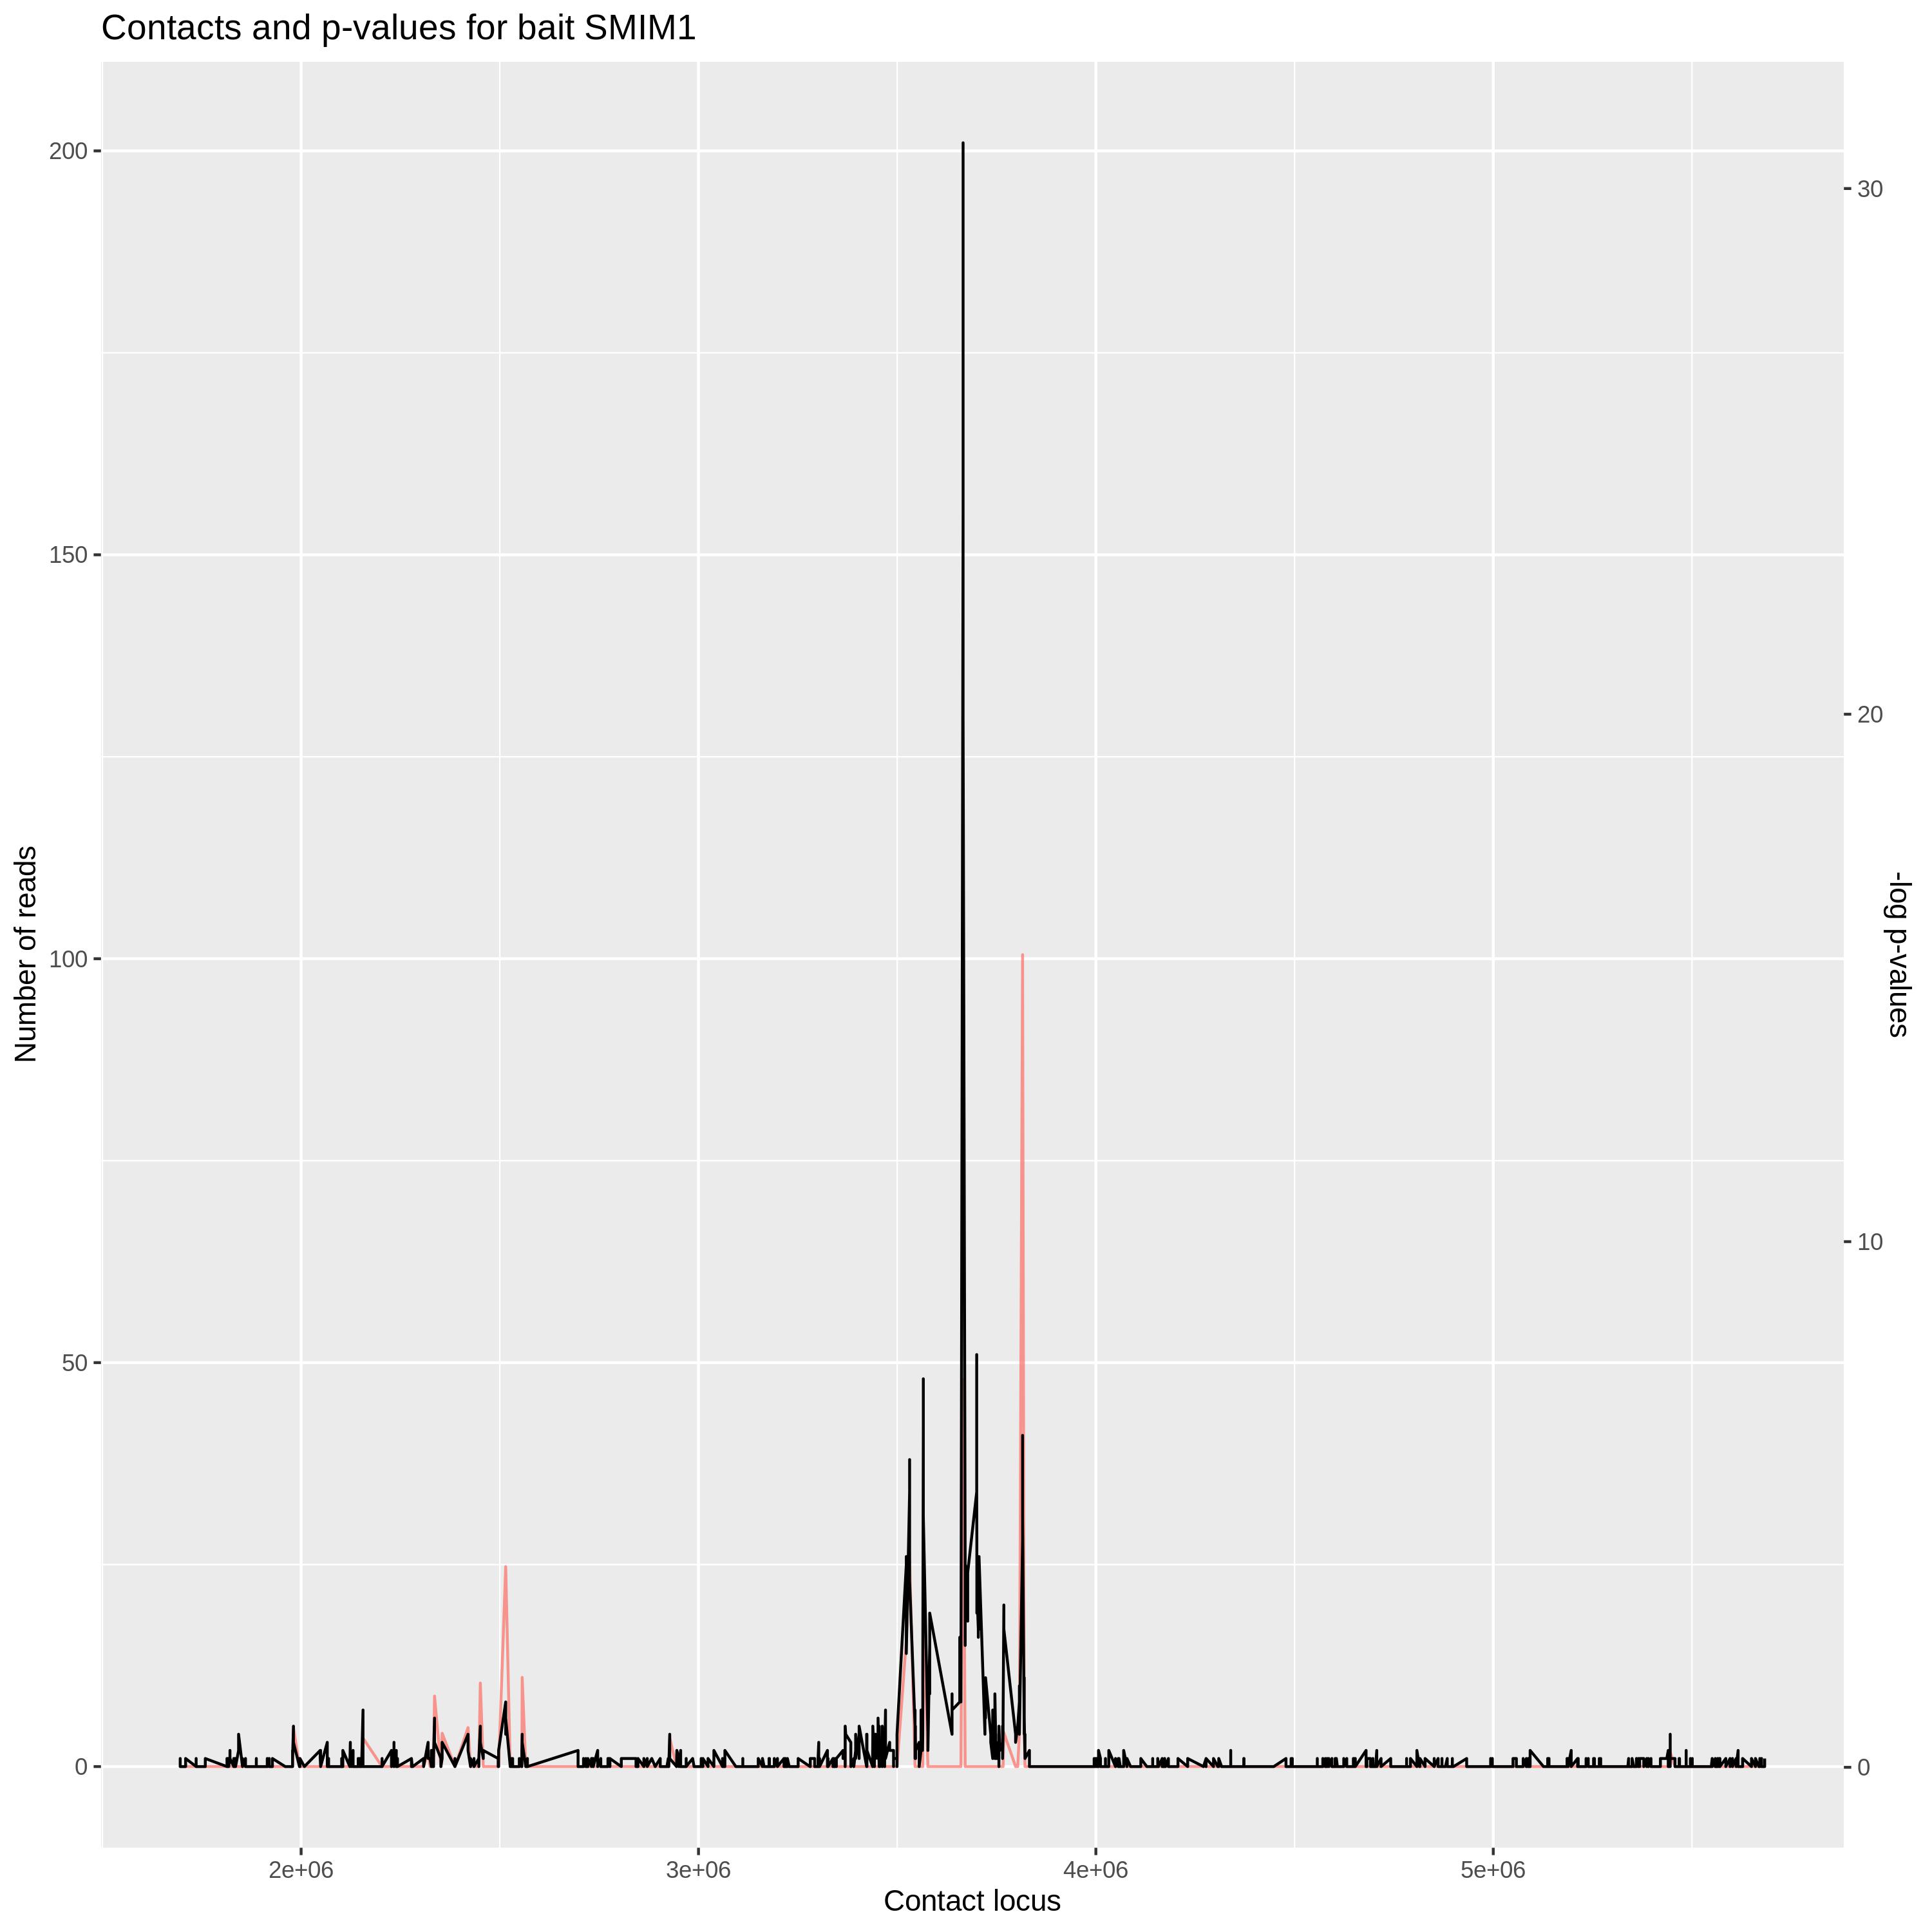 Contacts and p-values for bait SMIM1
200
150
100
50
0
30
20
10
0
Number of reads
-log p-values
2e+06
3e+06
4e+06
5e+06
Contact locus